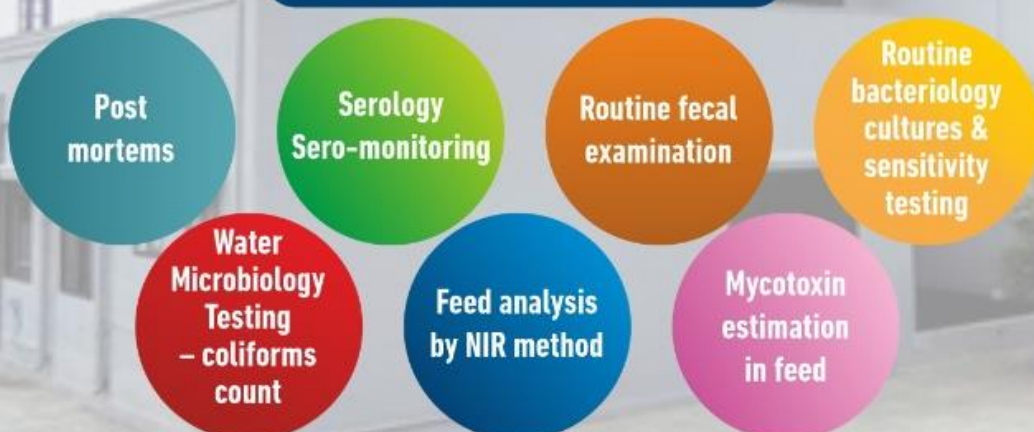 Post
mortems
Serology
Sero-monitoring
Routine fecal
examination
Routine
bacteriology
cultures &
sensitivity
testing
Water
Microbiology
Testing
– coliforms
count
Feed analysis
by NIR method
Mycotoxin
estimation
in feed